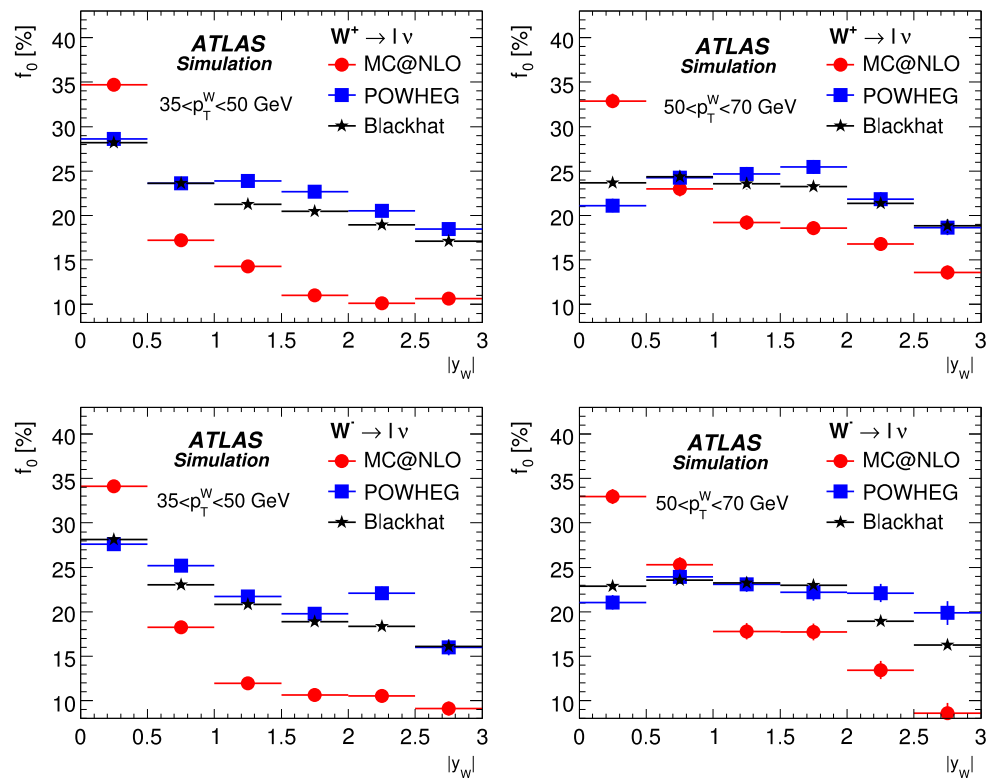 f₀ [%]
40
35
30
25
20
15
10
0 0.5 1 1.5 2 2.5 3
|y_W|
ATLAS
Simulation
35<p_T^W<50 GeV
W⁺ → l ν
MC@NLO
POWHEG
Blackhat
f₀ [%]
40
35
30
25
20
15
10
0 0.5 1 1.5 2 2.5 3
|y_W|
ATLAS
Simulation
50<p_T^W<70 GeV
W⁺ → l ν
MC@NLO
POWHEG
Blackhat
f₀ [%]
40
35
30
25
20
15
10
0 0.5 1 1.5 2 2.5 3
|y_W|
ATLAS
Simulation
35<p_T^W<50 GeV
W⁻ → l ν
MC@NLO
POWHEG
Blackhat
f₀ [%]
40
35
30
25
20
15
10
0 0.5 1 1.5 2 2.5 3
|y_W|
ATLAS
Simulation
50<p_T^W<70 GeV
W⁻ → l ν
MC@NLO
POWHEG
Blackhat